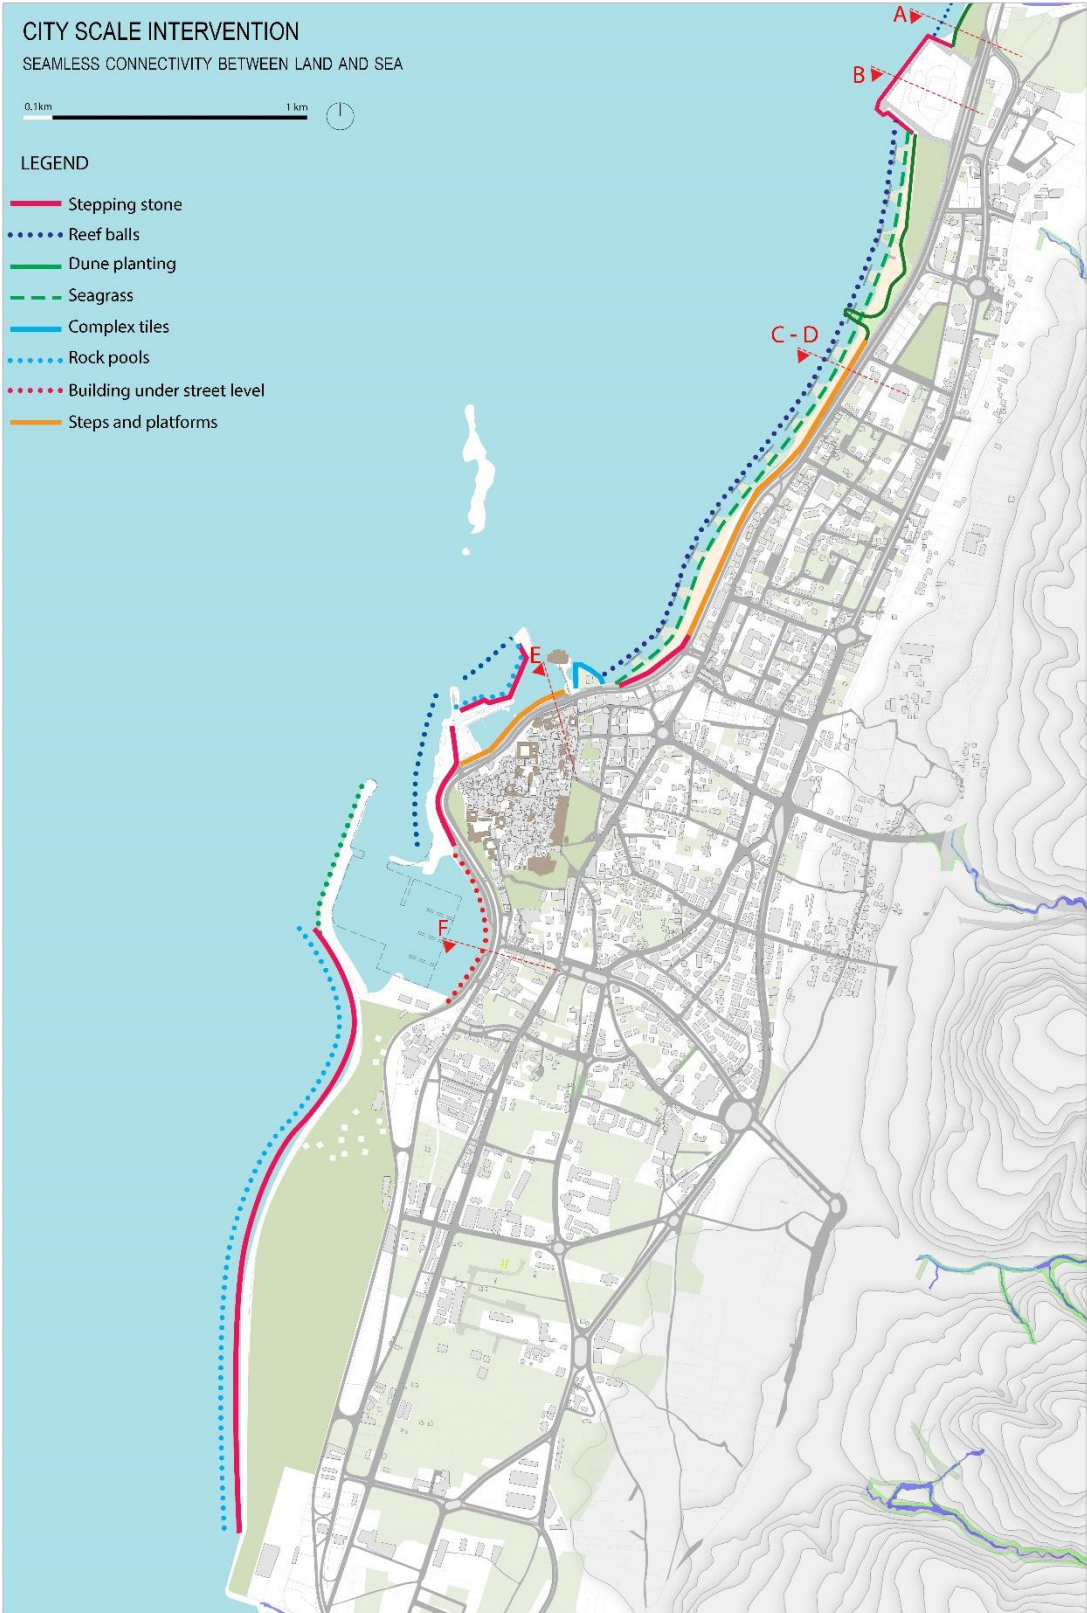 CITY SCALE INTERVENTION
SEAMLESS CONNECTIVITY BETWEEN LAND AND SEA
0.1km 1 km
LEGEND
Stepping stone
Reef balls
Dune planting
Seagrass
Complex tiles
Rock pools
Building under street level
Steps and platforms
A
B
C - D
E
F